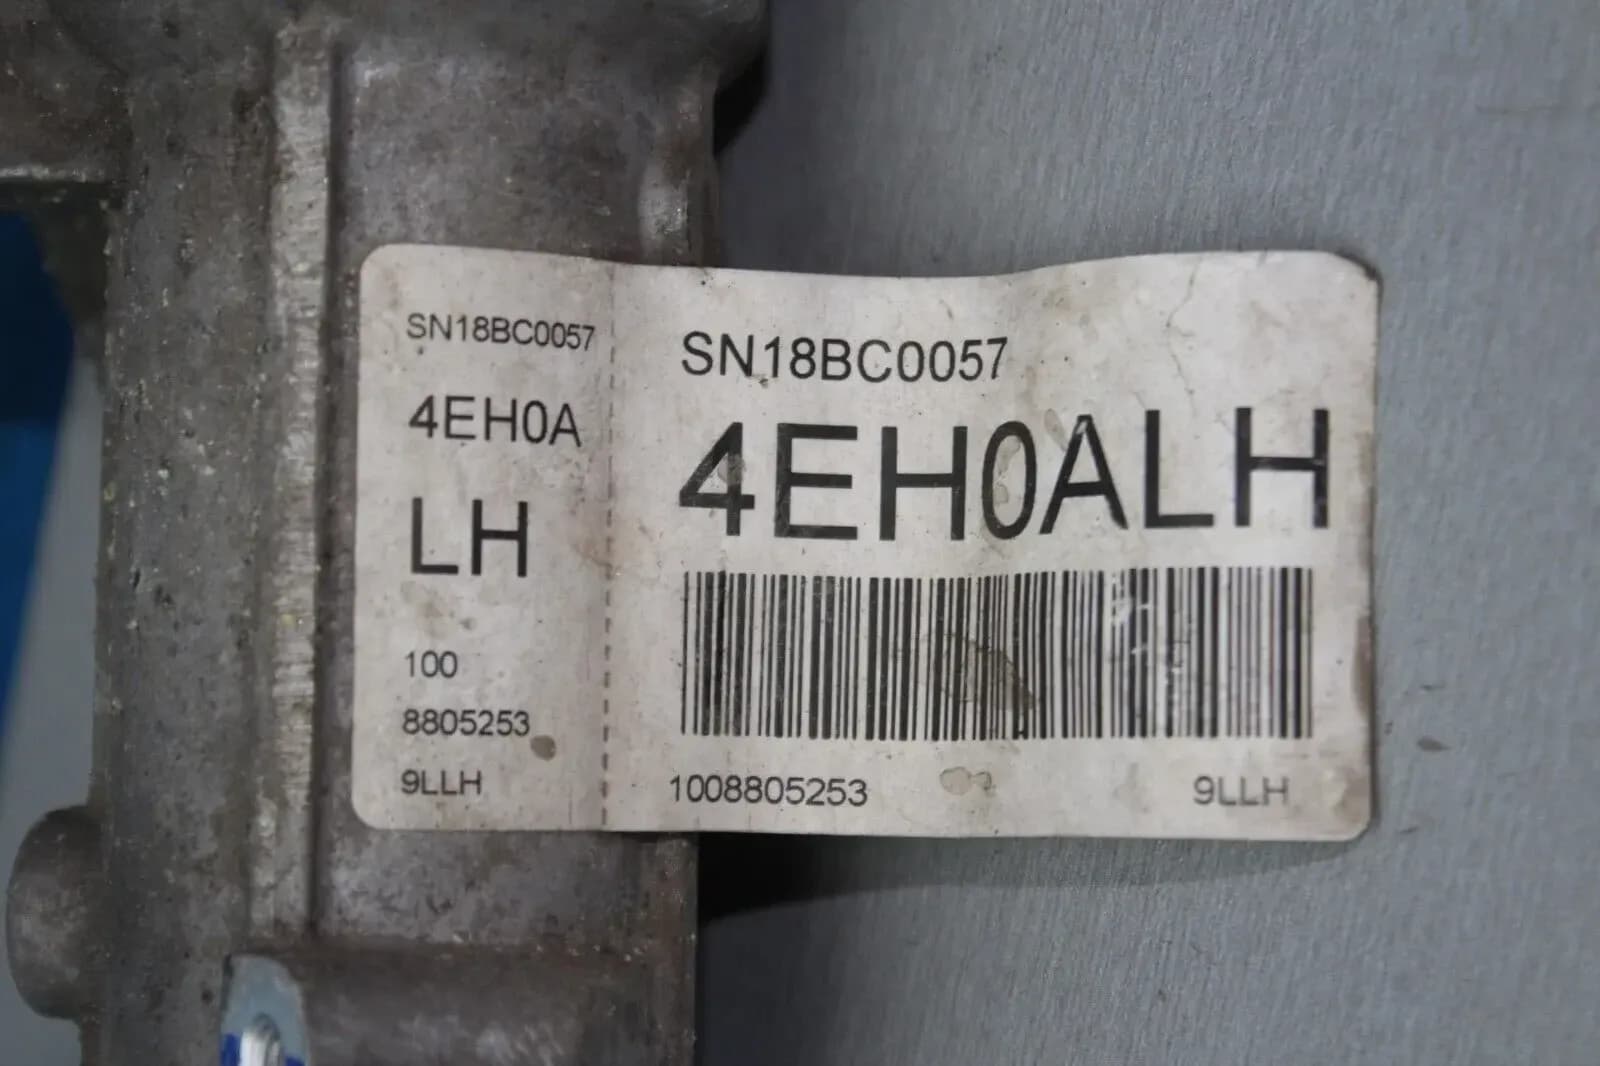 SN18BC0057
4EH0A
LH
100
8805253
9LLH
SN18BC0057
4EH0ALH
1008805253
9LLH